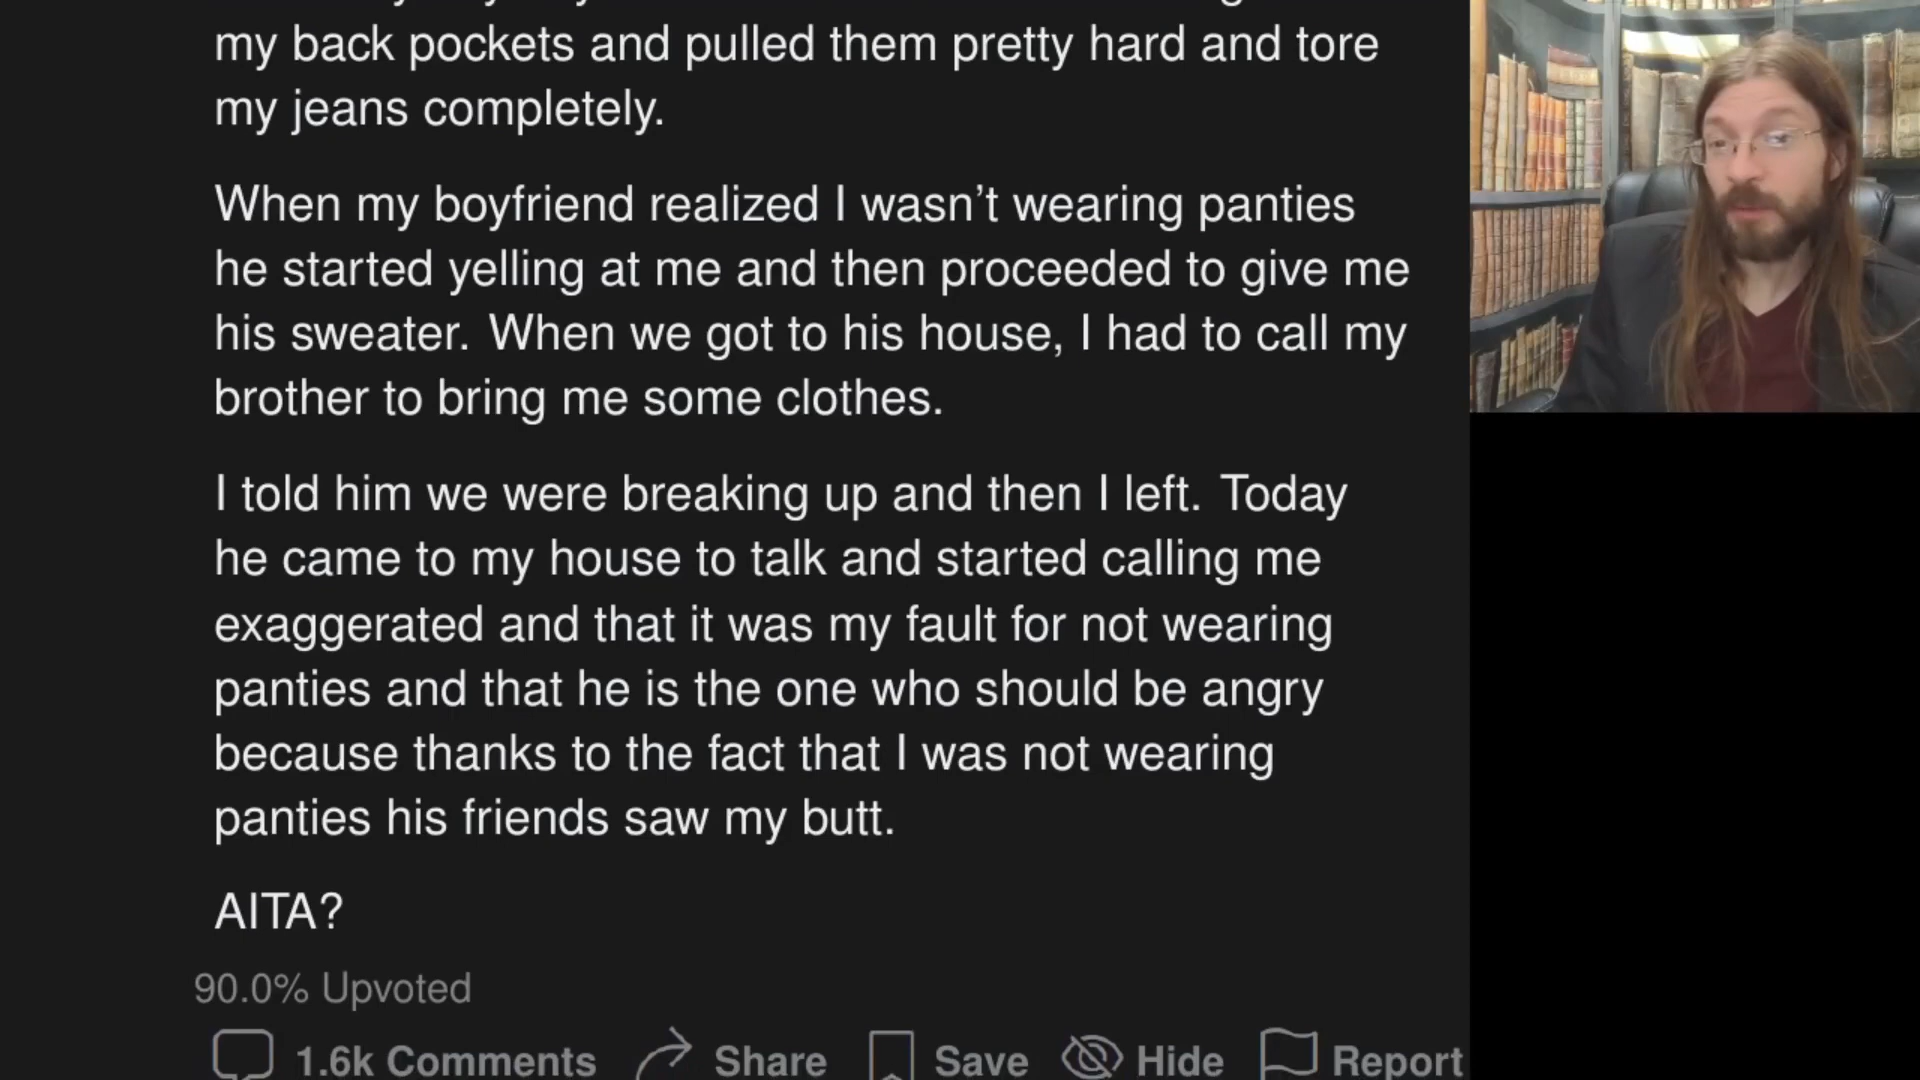 my back pockets and pulled them pretty hard and tore
my jeans completely.
When my boyfriend realized I wasn’t wearing panties
he started yelling at me and then proceeded to give me
his sweater. When we got to his house, I had to call my
brother to bring me some clothes.
I told him we were breaking up and then I left. Today
he came to my house to talk and started calling me
exaggerated and that it was my fault for not wearing
panties and that he is the one who should be angry
because thanks to the fact that I was not wearing
panties his friends saw my butt.
AITA?
90.0% Upvoted
1.6k Comments Share Save Hide Report